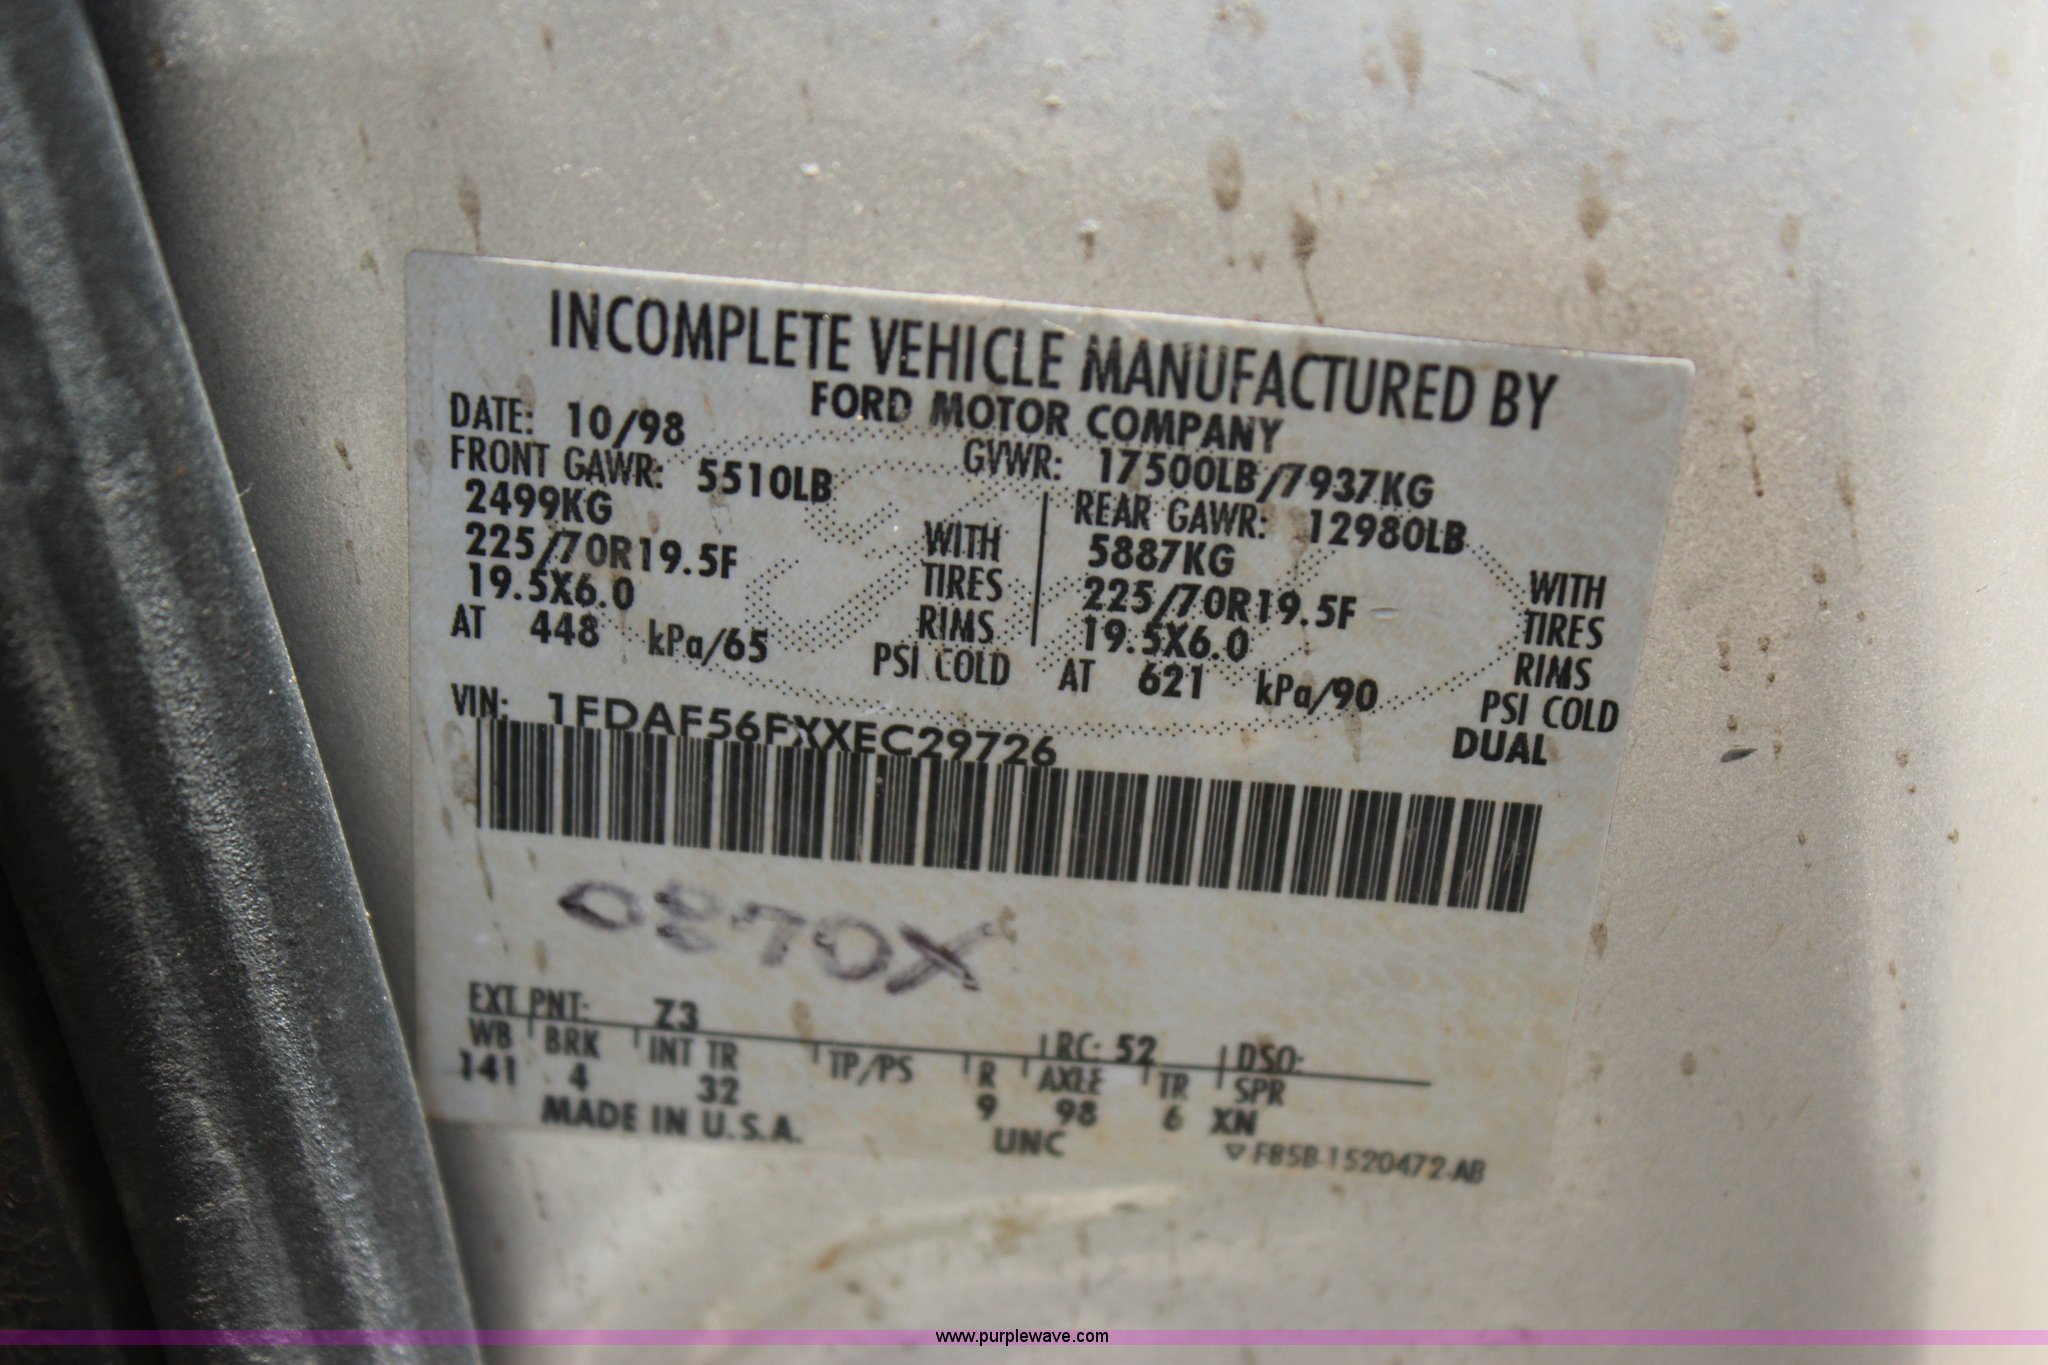 INCOMPLETE VEHICLE MANUFACTURED BY
FORD MOTOR COMPANY
DATE: 10/98
GVWR: 17500LB/7937KG
FRONT GAWR: 5510LB
2499KG WITH
225/70R19.5F TIRES
19.5X6.0 RIMS
AT 448 kPa/65 PSI COLD
REAR GAWR: 12980LB
5887KG WITH
225/70R19.5F TIRES
19.5X6.0 RIMS
AT 621 kPa/90 PSI COLD
DUAL
VIN: 1FDAF56FXXEC29726
0870X
EXT PNT: Z3 RC: 52 DSO:
WB BRK INT TR TP/PS R AXLE TR SPR
141 4 32 9 98 6 XN
MADE IN U.S.A. UNC
▽ F85B-1520472-AB
www.purplewave.com